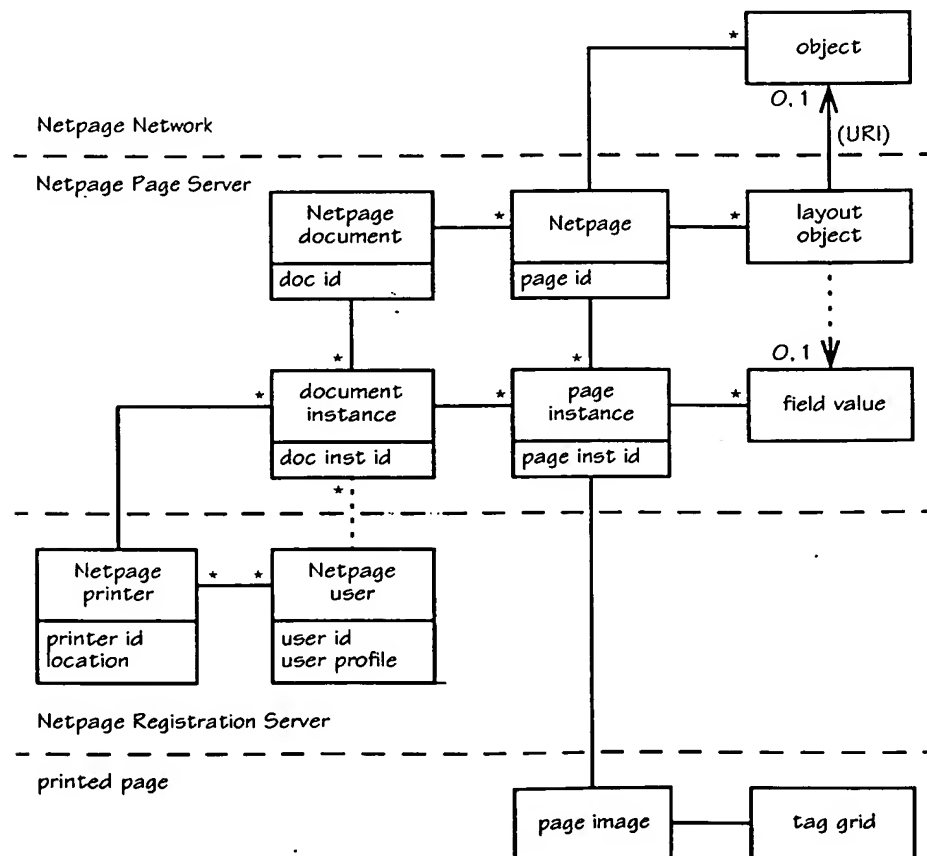 *
object
0, 1
(URI)
Netpage Network
Netpage Page Server
Netpage
document
doc id
*
Netpage
page id
*
layout
object
*
*
0, 1
*
document
instance
doc inst id
*
page
instance
page inst id
*
field value
*
Netpage
printer
printer id
location
*
*
Netpage
user
user id
user profile
Netpage Registration Server
printed page
page image
tag grid